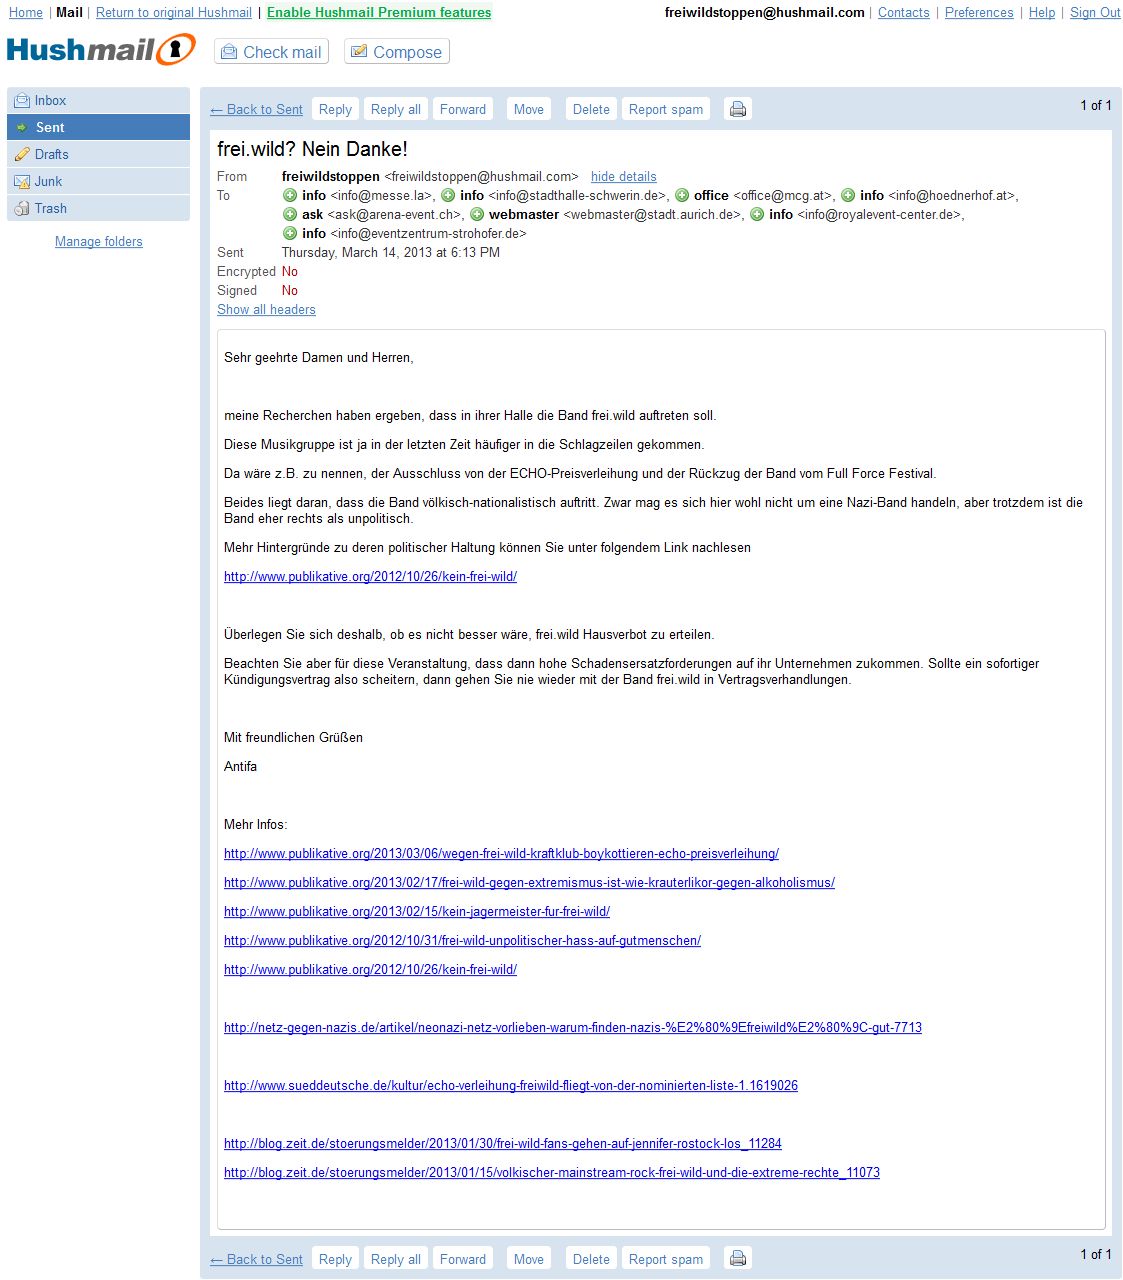 Home | Mail | Return to original Hushmail | Enable Hushmail Premium features
freiwildstoppen@hushmail.com | Contacts | Preferences | Help | Sign Out
Hushmail
Check mail
Compose
Inbox
Sent
Drafts
Junk
Trash
Manage folders
← Back to Sent Reply Reply all Forward Move Delete Report spam 1 of 1
frei.wild? Nein Danke!
From freiwildstoppen <freiwildstoppen@hushmail.com> hide details
To info <info@messe.la>, info <info@stadthalle-schwerin.de>, office <office@mcg.at>, info <info@hoednerhof.at>,
ask <ask@arena-event.ch>, webmaster <webmaster@stadt.aurich.de>, info <info@royalevent-center.de>,
info <info@eventzentrum-strohofer.de>
Sent Thursday, March 14, 2013 at 6:13 PM
Encrypted No
Signed No
Show all headers
Sehr geehrte Damen und Herren,
meine Recherchen haben ergeben, dass in ihrer Halle die Band frei.wild auftreten soll.
Diese Musikgruppe ist ja in der letzten Zeit häufiger in die Schlagzeilen gekommen.
Da wäre z.B. zu nennen, der Ausschluss von der ECHO-Preisverleihung und der Rückzug der Band vom Full Force Festival.
Beides liegt daran, dass die Band völkisch-nationalistisch auftritt. Zwar mag es sich hier wohl nicht um eine Nazi-Band handeln, aber trotzdem ist die
Band eher rechts als unpolitisch.
Mehr Hintergründe zu deren politischer Haltung können Sie unter folgendem Link nachlesen
http://www.publikative.org/2012/10/26/kein-frei-wild/
Überlegen Sie sich deshalb, ob es nicht besser wäre, frei.wild Hausverbot zu erteilen.
Beachten Sie aber für diese Veranstaltung, dass dann hohe Schadensersatzforderungen auf ihr Unternehmen zukommen. Sollte ein sofortiger
Kündigungsvertrag also scheitern, dann gehen Sie nie wieder mit der Band frei.wild in Vertragsverhandlungen.
Mit freundlichen Grüßen
Antifa
Mehr Infos:
http://www.publikative.org/2013/03/06/wegen-frei-wild-kraftklub-boykottieren-echo-preisverleihung/
http://www.publikative.org/2013/02/17/frei-wild-gegen-extremismus-ist-wie-krauterlikor-gegen-alkoholismus/
http://www.publikative.org/2013/02/15/kein-jagermeister-fur-frei-wild/
http://www.publikative.org/2012/10/31/frei-wild-unpolitischer-hass-auf-gutmenschen/
http://www.publikative.org/2012/10/26/kein-frei-wild/
http://netz-gegen-nazis.de/artikel/neonazi-netz-vorlieben-warum-finden-nazis-%E2%80%9Efreiwild%E2%80%9C-gut-7713
http://www.sueddeutsche.de/kultur/echo-verleihung-freiwild-fliegt-von-der-nominierten-liste-1.1619026
http://blog.zeit.de/stoerungsmelder/2013/01/30/frei-wild-fans-gehen-auf-jennifer-rostock-los_11284
http://blog.zeit.de/stoerungsmelder/2013/01/15/volkischer-mainstream-rock-frei-wild-und-die-extreme-rechte_11073
← Back to Sent Reply Reply all Forward Move Delete Report spam 1 of 1